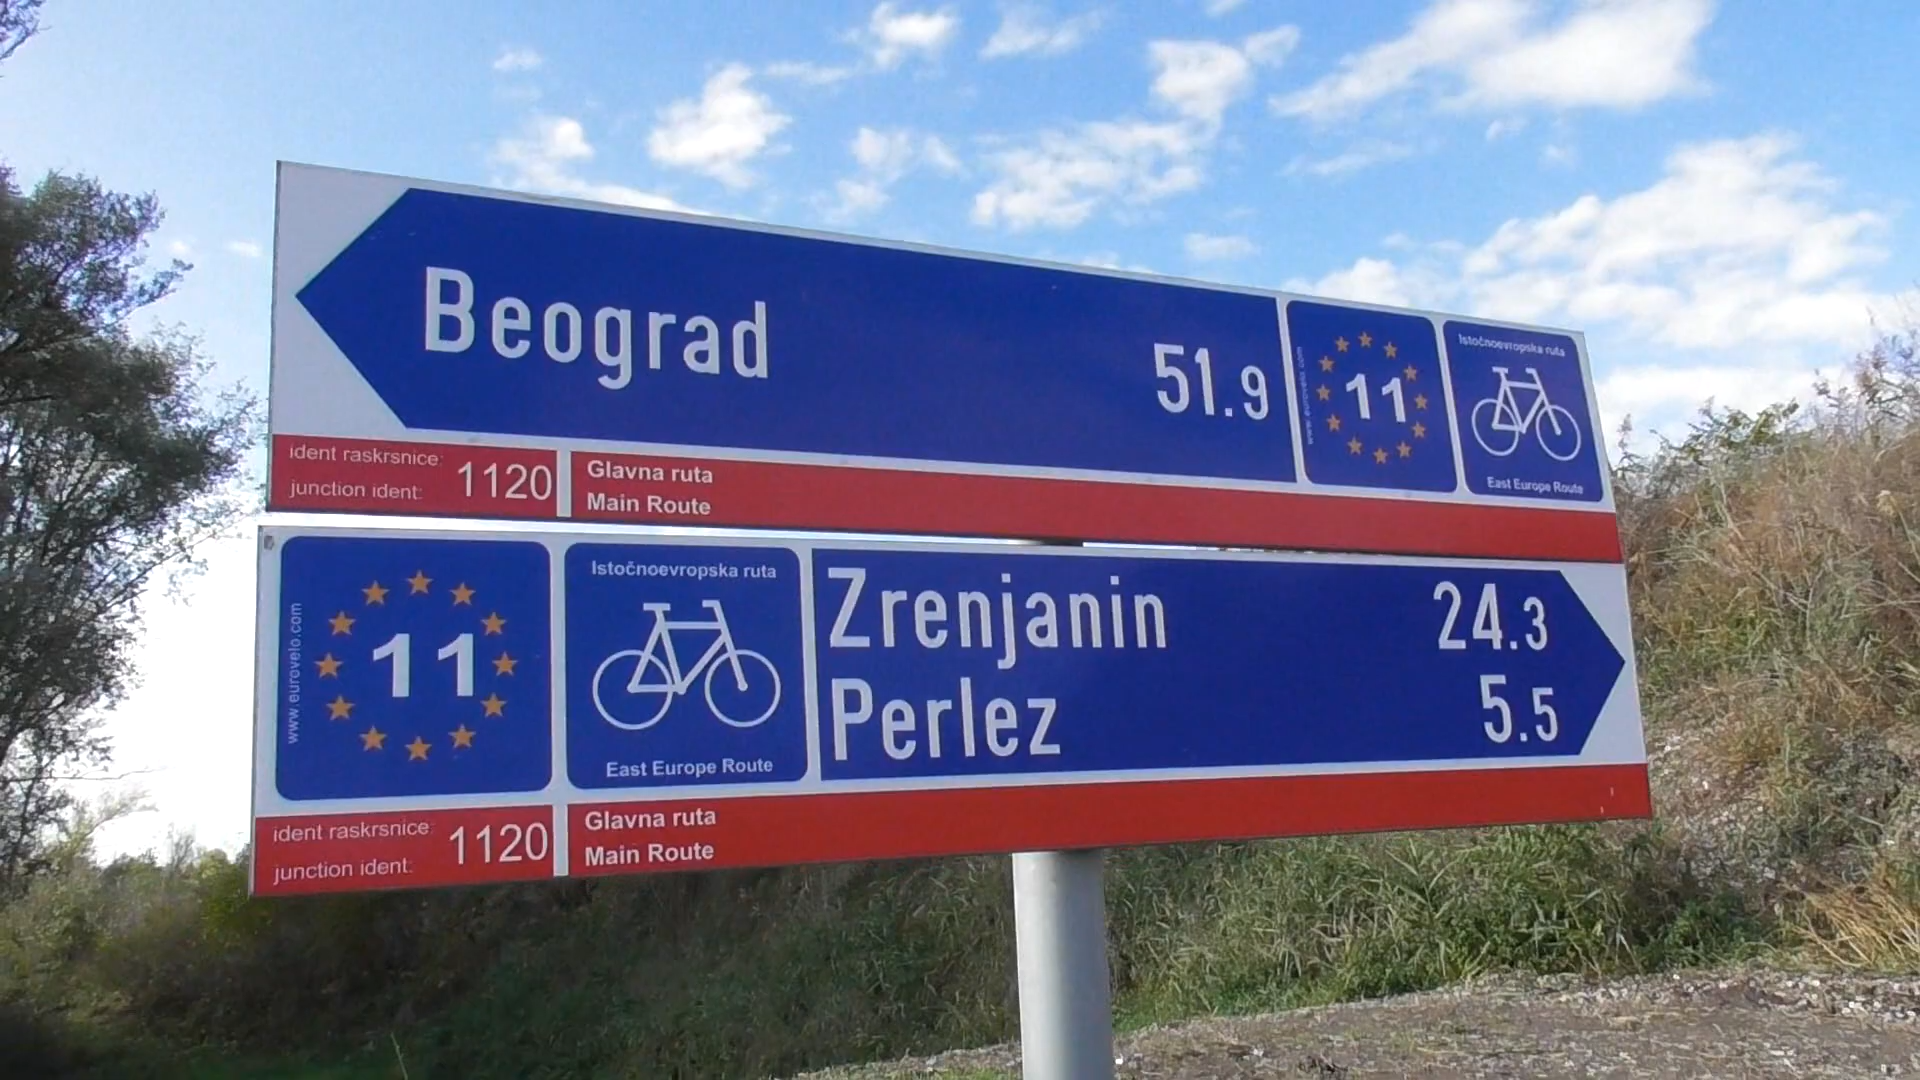 Beograd 51.9
www.eurovelo.com
11
Istočnoevropska ruta
East Europe Route
ident raskrsnice:
junction ident:
1120
Glavna ruta
Main Route
www.eurovelo.com
11
Istočnoevropska ruta
East Europe Route
Zrenjanin 24.3
Perlez 5.5
ident raskrsnice:
junction ident:
1120
Glavna ruta
Main Route